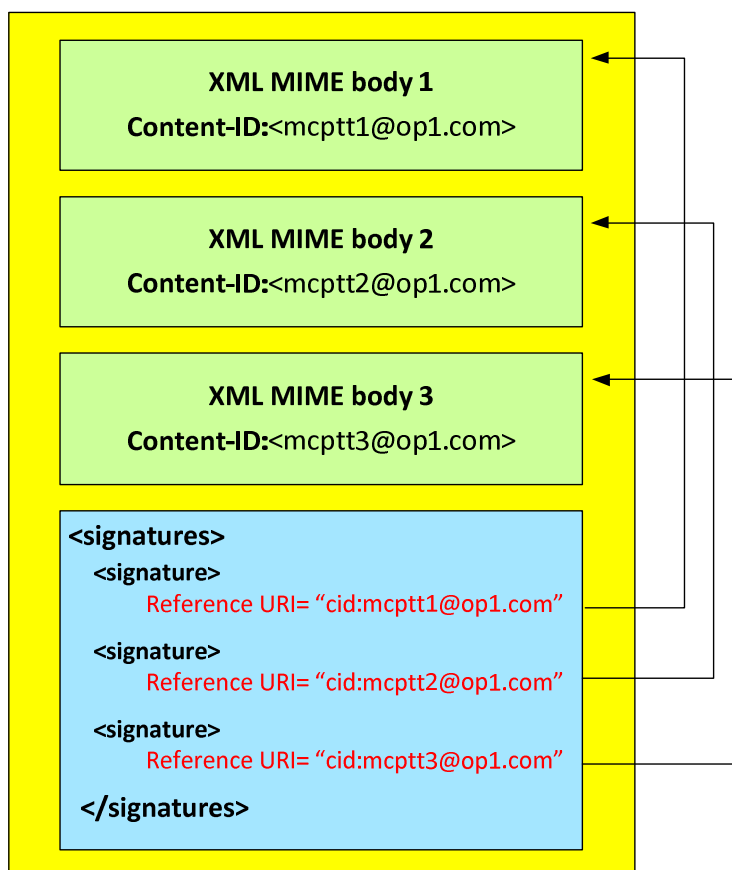 XML MIME body 1
Content-ID:<mcptt1@op1.com>
XML MIME body 2
Content-ID:<mcptt2@op1.com>
XML MIME body 3
Content-ID:<mcptt3@op1.com>
<signatures>
<signature>
Reference URI= “cid:mcptt1@op1.com”
<signature>
Reference URI= “cid:mcptt2@op1.com”
<signature>
Reference URI= “cid:mcptt3@op1.com”
</signatures>